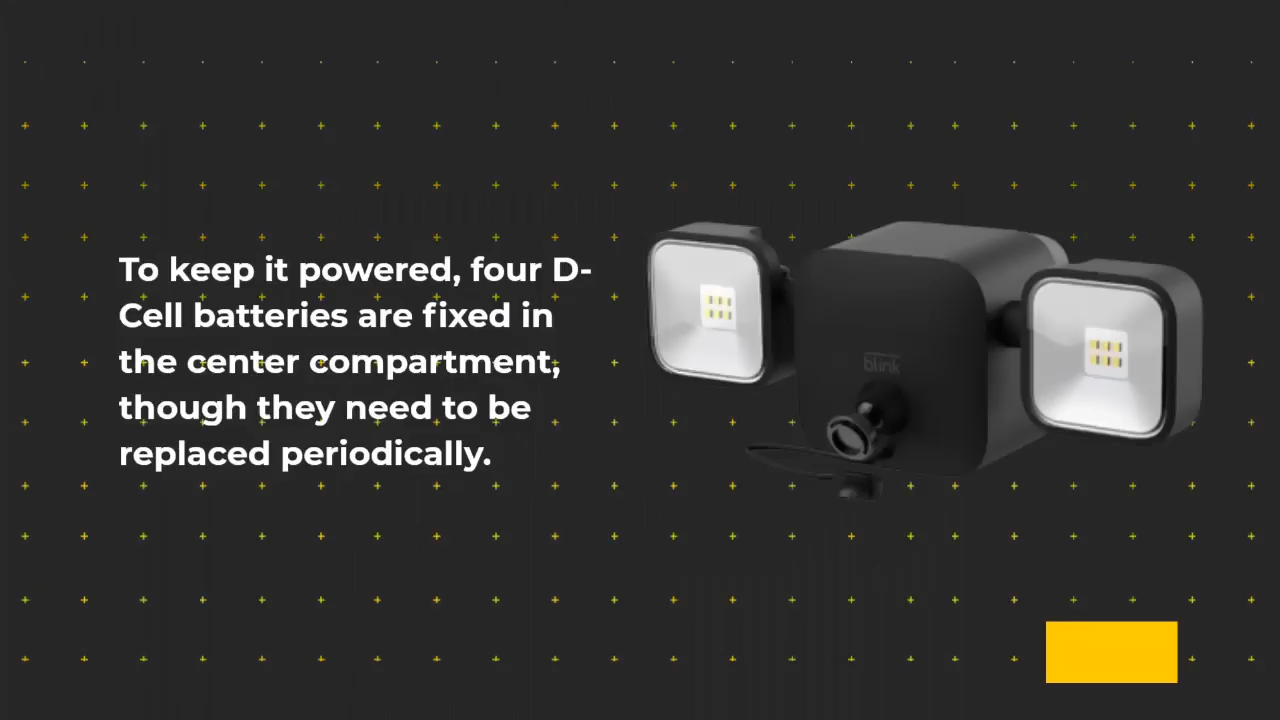 To keep it powered, four D-
Cell batteries are fixed in
the center compartment,
though they need to be
replaced periodically.
blink